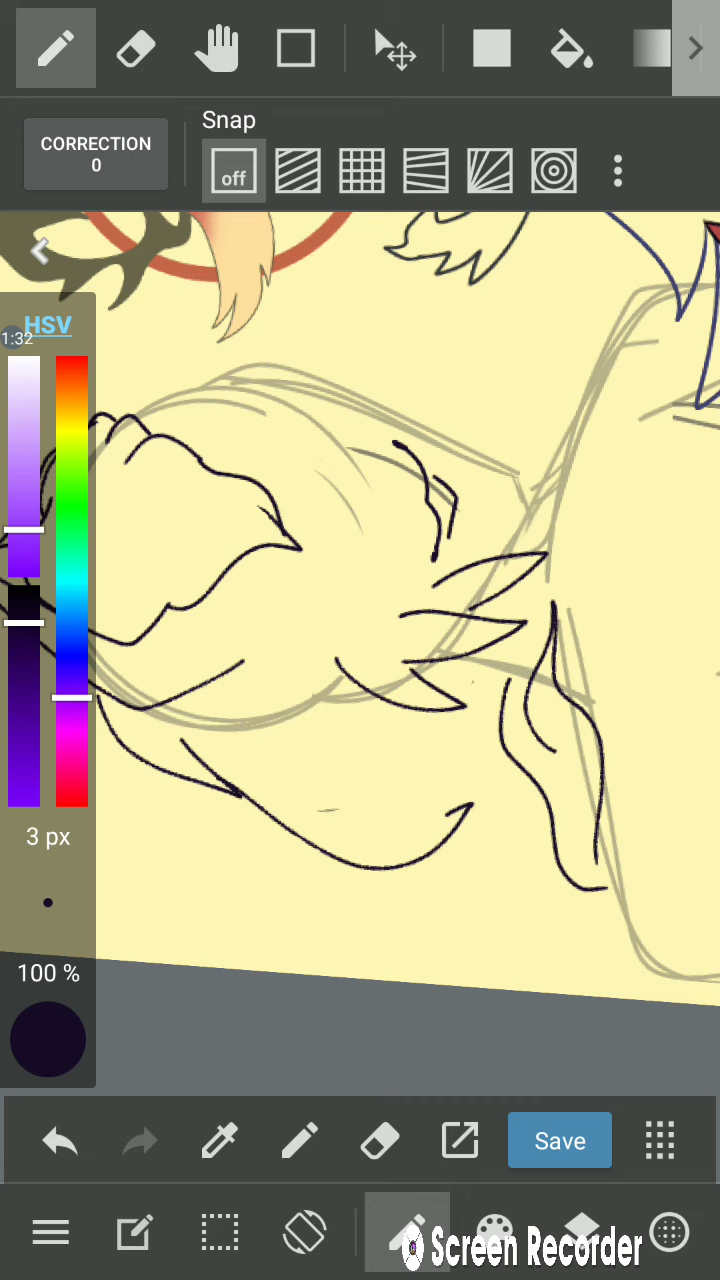 CORRECTION
0
Snap
off
HSV
1:32
3 px
100 %
Save
Screen Recorder